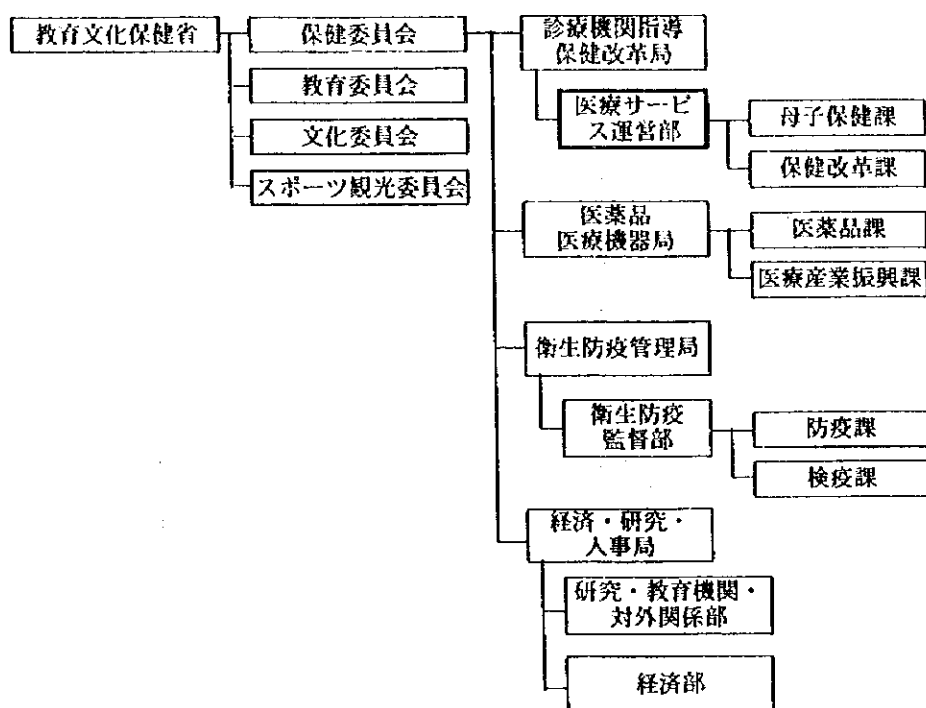 教育文化保健省
保健委員会
教育委員会
文化委員会
スポーツ観光委員会
診療機関指導
保健改革局
医療サービ
ス運営部
母子保健課
保健改革課
医薬品
医療機器局
医薬品課
医療産業振興課
衛生防疫管理局
衛生防疫
監督部
防疫課
検疫課
経済・研究・
人事局
研究・教育機関・
対外関係部
経済部